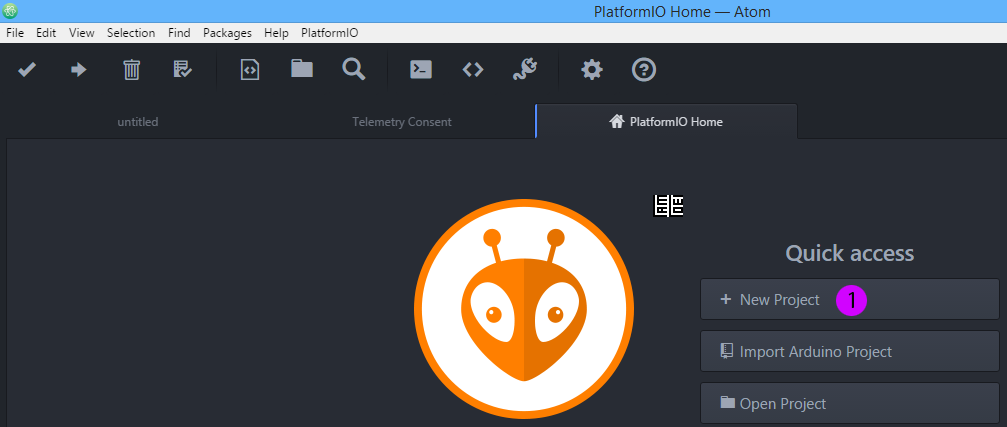 PlatformIO Home — Atom
File Edit View Selection Find Packages Help PlatformIO
untitled Telemetry Consent PlatformIO Home
Quick access
New Project 1
Import Arduino Project
Open Project